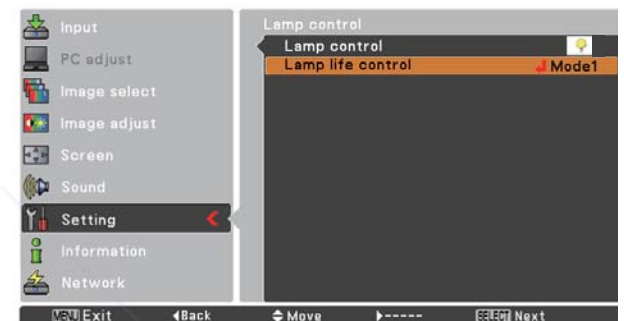 Input
PC adjust
Image select
Image adjust
Screen
Sound
Setting
Information
Network
Lamp control
Lamp control
Lamp life control Mode1
MENU Exit Back Move ----- SELECT Next